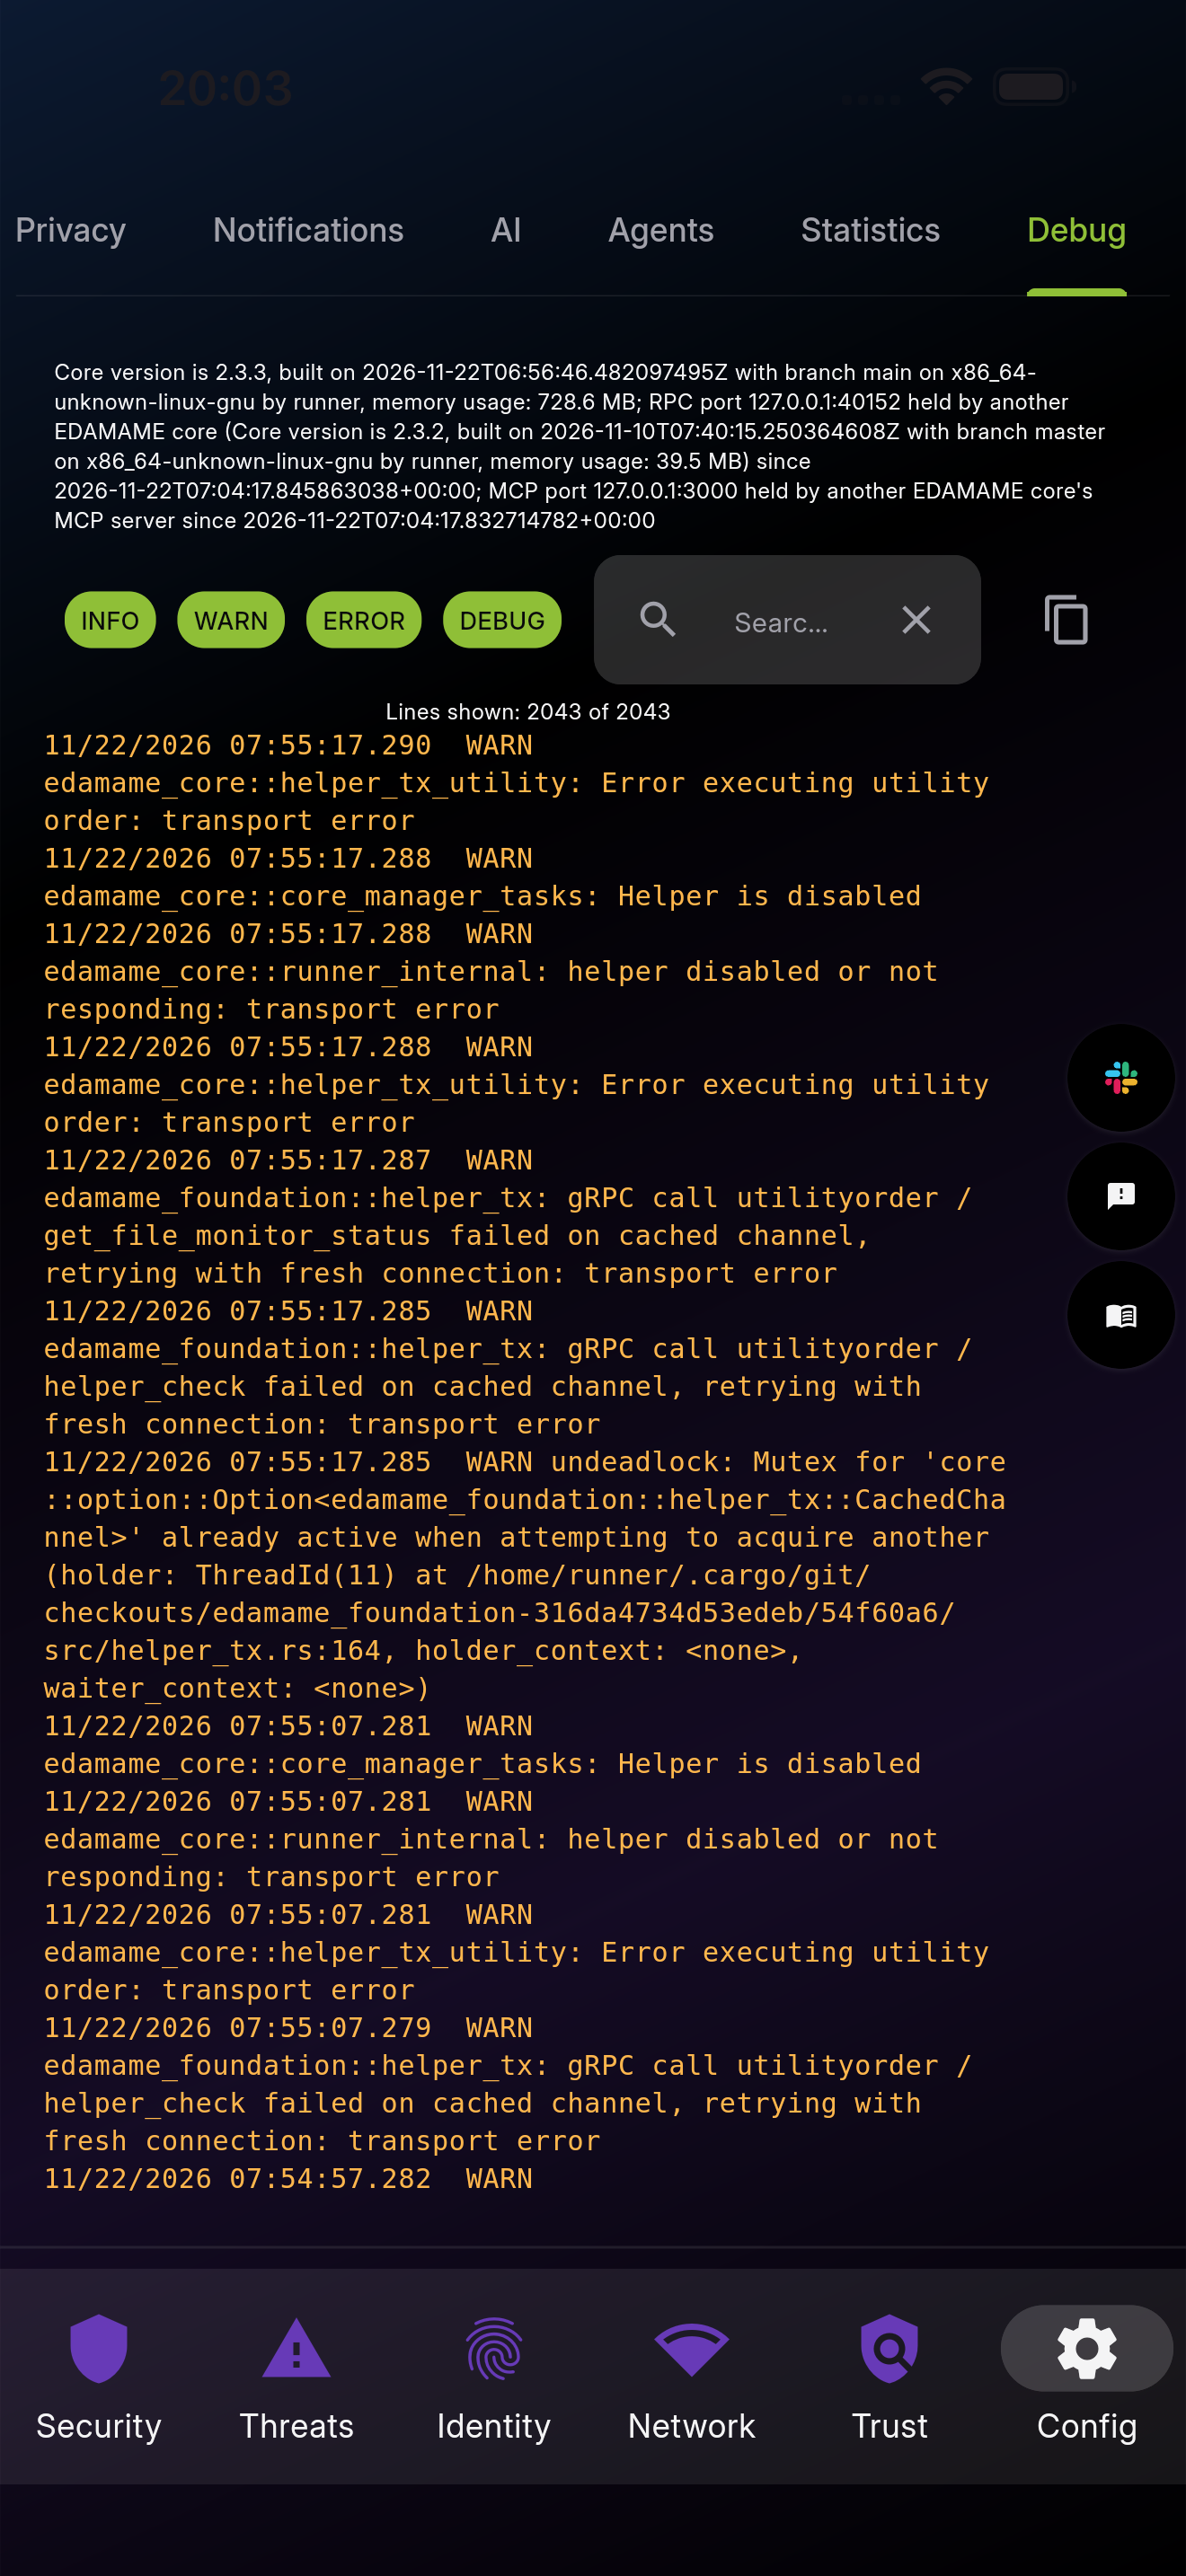 20:03
Privacy Notifications AI Agents Statistics Debug
Core version is 2.3.3, built on 2026-11-22T06:56:46.482097495Z with branch main on x86_64-
unknown-linux-gnu by runner, memory usage: 728.6 MB; RPC port 127.0.0.1:40152 held by another
EDAMAME core (Core version is 2.3.2, built on 2026-11-10T07:40:15.250364608Z with branch master
on x86_64-unknown-linux-gnu by runner, memory usage: 39.5 MB) since
2026-11-22T07:04:17.845863038+00:00; MCP port 127.0.0.1:3000 held by another EDAMAME core's
MCP server since 2026-11-22T07:04:17.832714782+00:00
INFO WARN ERROR DEBUG Searc...
Lines shown: 2043 of 2043
11/22/2026 07:55:17.290  WARN
edamame_core::helper_tx_utility: Error executing utility
order: transport error
11/22/2026 07:55:17.288  WARN
edamame_core::core_manager_tasks: Helper is disabled
11/22/2026 07:55:17.288  WARN
edamame_core::runner_internal: helper disabled or not
responding: transport error
11/22/2026 07:55:17.288  WARN
edamame_core::helper_tx_utility: Error executing utility
order: transport error
11/22/2026 07:55:17.287  WARN
edamame_foundation::helper_tx: gRPC call utilityorder /
get_file_monitor_status failed on cached channel,
retrying with fresh connection: transport error
11/22/2026 07:55:17.285  WARN
edamame_foundation::helper_tx: gRPC call utilityorder /
helper_check failed on cached channel, retrying with
fresh connection: transport error
11/22/2026 07:55:17.285  WARN undeadlock: Mutex for 'core
::option::Option<edamame_foundation::helper_tx::CachedCha
nnel>' already active when attempting to acquire another
(holder: ThreadId(11) at /home/runner/.cargo/git/
checkouts/edamame_foundation-316da4734d53edeb/54f60a6/
src/helper_tx.rs:164, holder_context: <none>,
waiter_context: <none>)
11/22/2026 07:55:07.281  WARN
edamame_core::core_manager_tasks: Helper is disabled
11/22/2026 07:55:07.281  WARN
edamame_core::runner_internal: helper disabled or not
responding: transport error
11/22/2026 07:55:07.281  WARN
edamame_core::helper_tx_utility: Error executing utility
order: transport error
11/22/2026 07:55:07.279  WARN
edamame_foundation::helper_tx: gRPC call utilityorder /
helper_check failed on cached channel, retrying with
fresh connection: transport error
11/22/2026 07:54:57.282  WARN
Security Threats Identity Network Trust Config